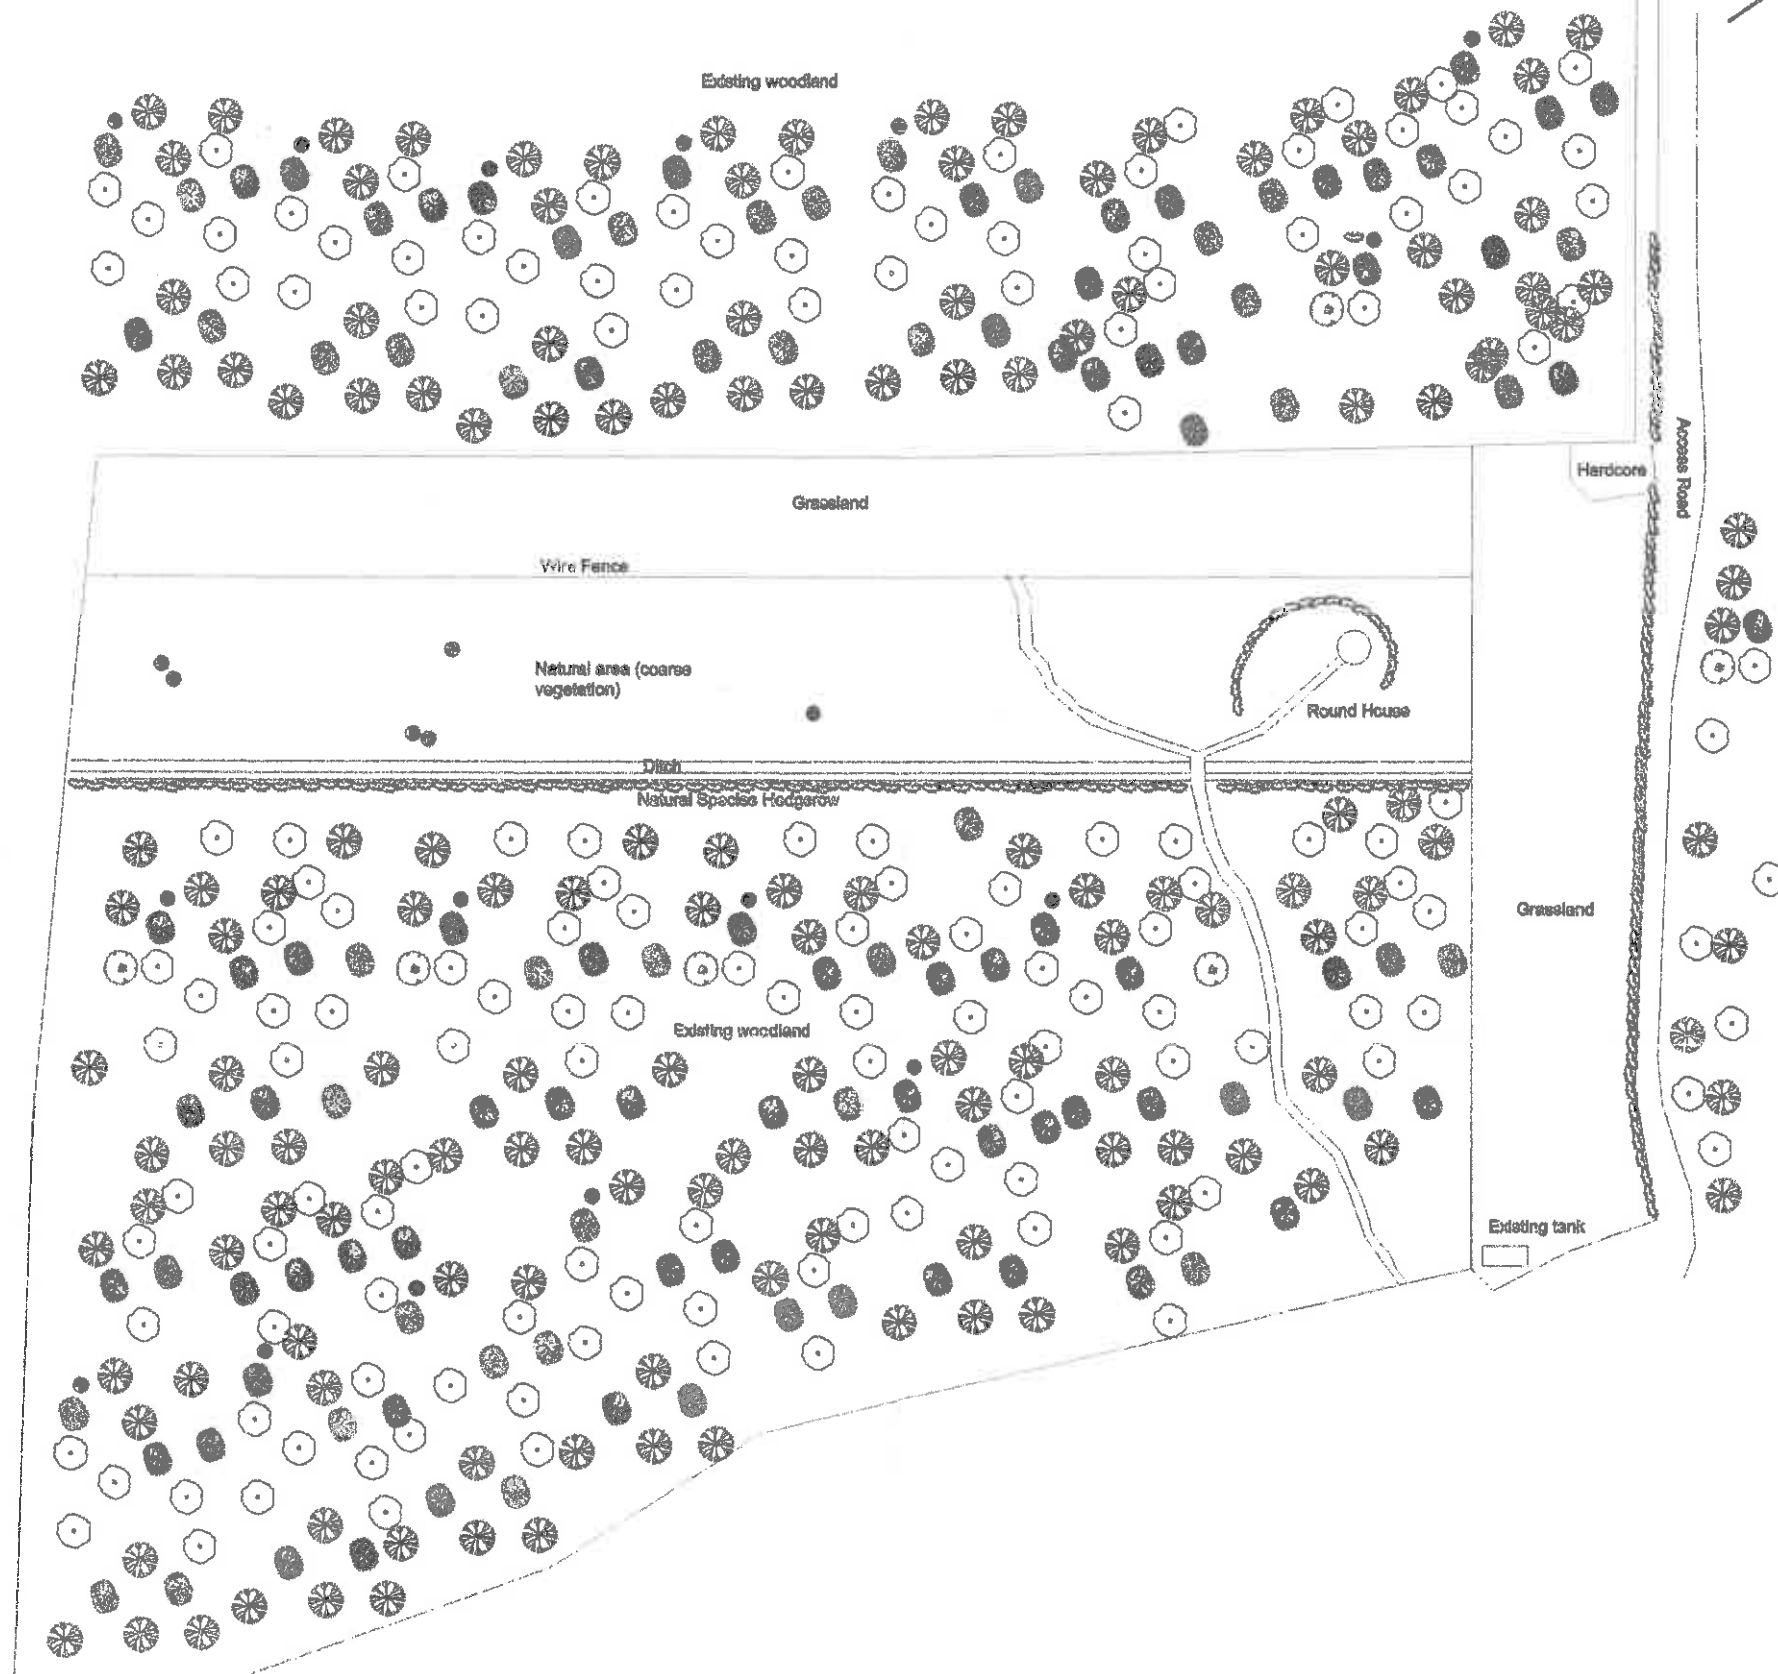 Existing woodland
Hardcore
Access Road
Grassland
Wire Fence
Natural area (coarse
vegetation)
Round House
Ditch
Natural Species Hedgerow
Grassland
Existing woodland
Existing tank